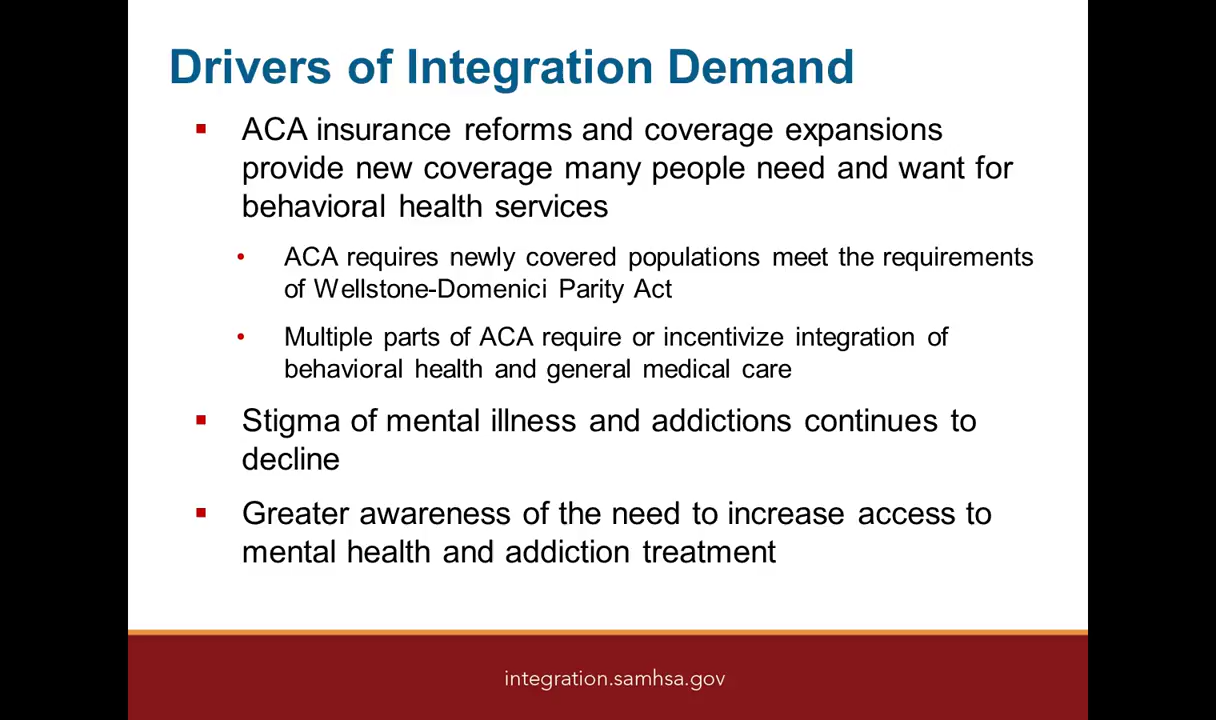 Drivers of Integration Demand
▪ ACA insurance reforms and coverage expansions
provide new coverage many people need and want for
behavioral health services
• ACA requires newly covered populations meet the requirements
of Wellstone-Domenici Parity Act
• Multiple parts of ACA require or incentivize integration of
behavioral health and general medical care
▪ Stigma of mental illness and addictions continues to
decline
▪ Greater awareness of the need to increase access to
mental health and addiction treatment
integration.samhsa.gov